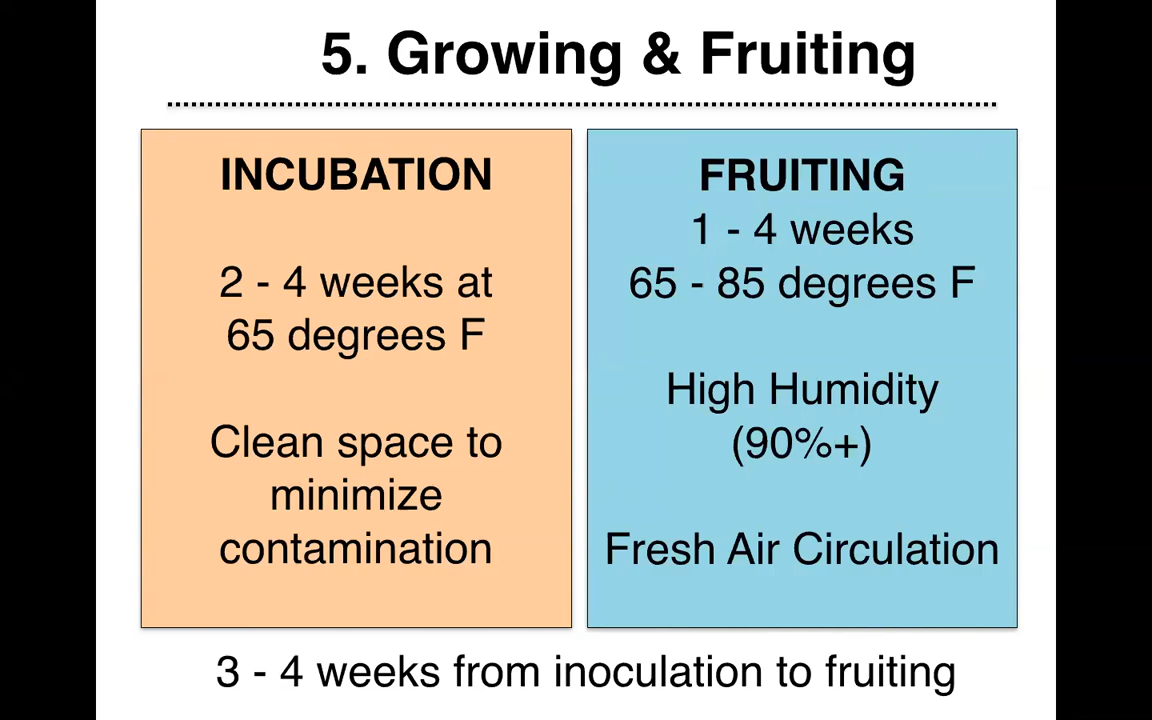 5. Growing & Fruiting
INCUBATION
2 - 4 weeks at
65 degrees F
Clean space to
minimize
contamination
FRUITING
1 - 4 weeks
65 - 85 degrees F
High Humidity
(90%+)
Fresh Air Circulation
3 - 4 weeks from inoculation to fruiting